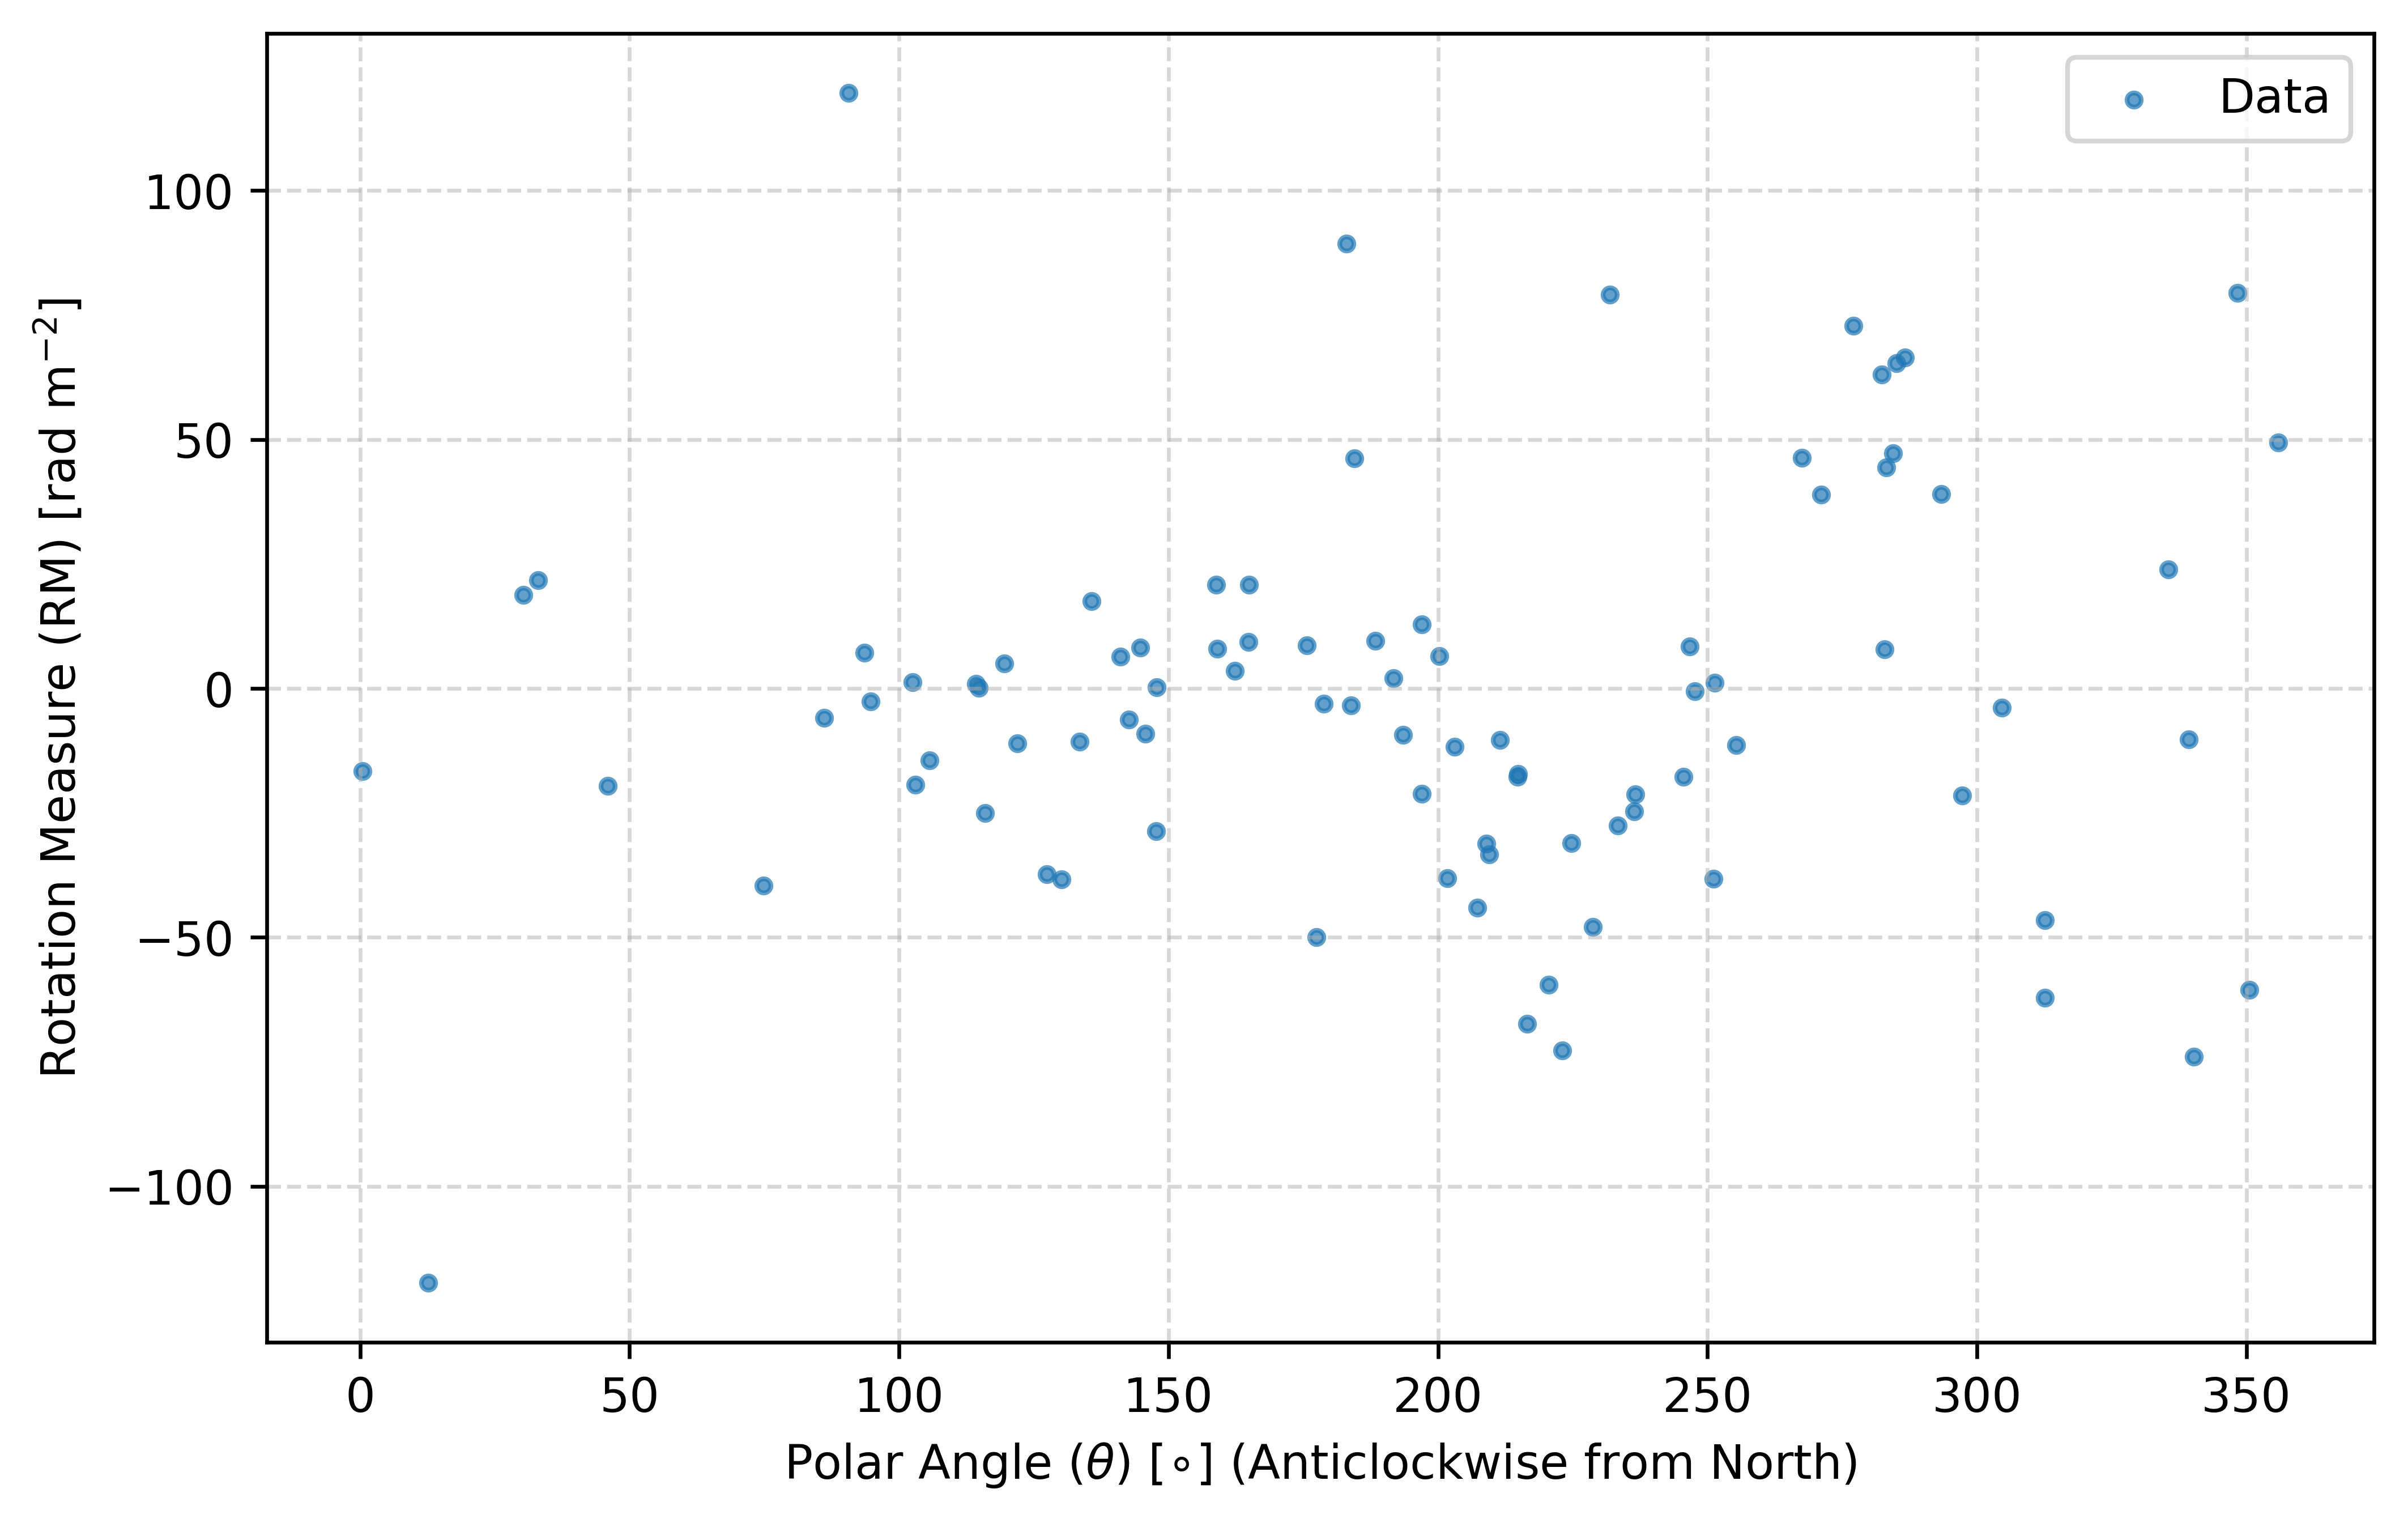 Data
100
50
0
−50
−100
Rotation Measure (RM) [rad m⁻²]
0 50 100 150 200 250 300 350
Polar Angle (θ) [∘] (Anticlockwise from North)